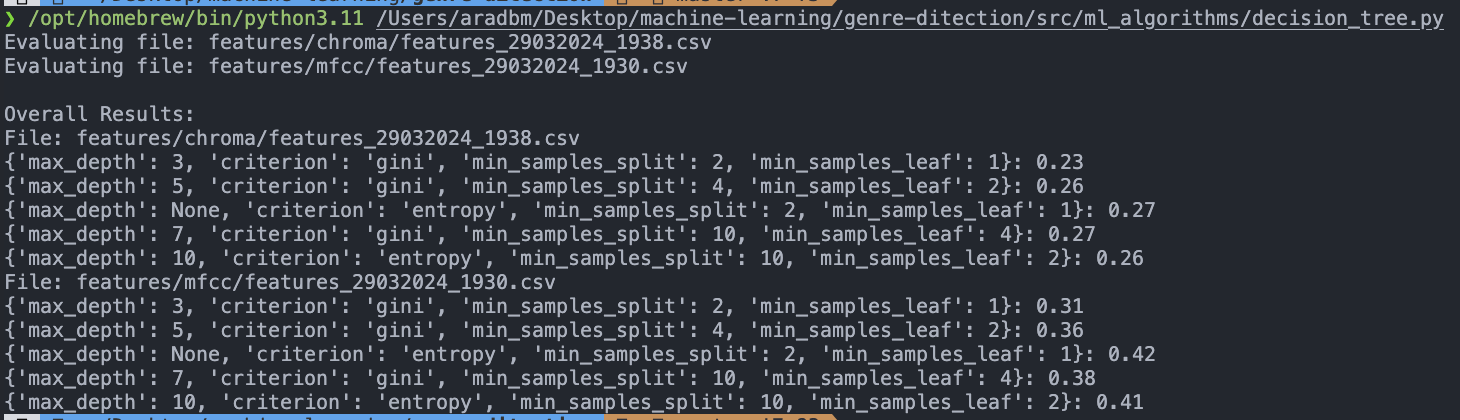 ❯ /opt/homebrew/bin/python3.11 /Users/aradbm/Desktop/machine-learning/genre-ditection/src/ml_algorithms/decision_tree.py
Evaluating file: features/chroma/features_29032024_1938.csv
Evaluating file: features/mfcc/features_29032024_1930.csv
Overall Results:
File: features/chroma/features_29032024_1938.csv
{'max_depth': 3, 'criterion': 'gini', 'min_samples_split': 2, 'min_samples_leaf': 1}: 0.23
{'max_depth': 5, 'criterion': 'gini', 'min_samples_split': 4, 'min_samples_leaf': 2}: 0.26
{'max_depth': None, 'criterion': 'entropy', 'min_samples_split': 2, 'min_samples_leaf': 1}: 0.27
{'max_depth': 7, 'criterion': 'gini', 'min_samples_split': 10, 'min_samples_leaf': 4}: 0.27
{'max_depth': 10, 'criterion': 'entropy', 'min_samples_split': 10, 'min_samples_leaf': 2}: 0.26
File: features/mfcc/features_29032024_1930.csv
{'max_depth': 3, 'criterion': 'gini', 'min_samples_split': 2, 'min_samples_leaf': 1}: 0.31
{'max_depth': 5, 'criterion': 'gini', 'min_samples_split': 4, 'min_samples_leaf': 2}: 0.36
{'max_depth': None, 'criterion': 'entropy', 'min_samples_split': 2, 'min_samples_leaf': 1}: 0.42
{'max_depth': 7, 'criterion': 'gini', 'min_samples_split': 10, 'min_samples_leaf': 4}: 0.38
{'max_depth': 10, 'criterion': 'entropy', 'min_samples_split': 10, 'min_samples_leaf': 2}: 0.41